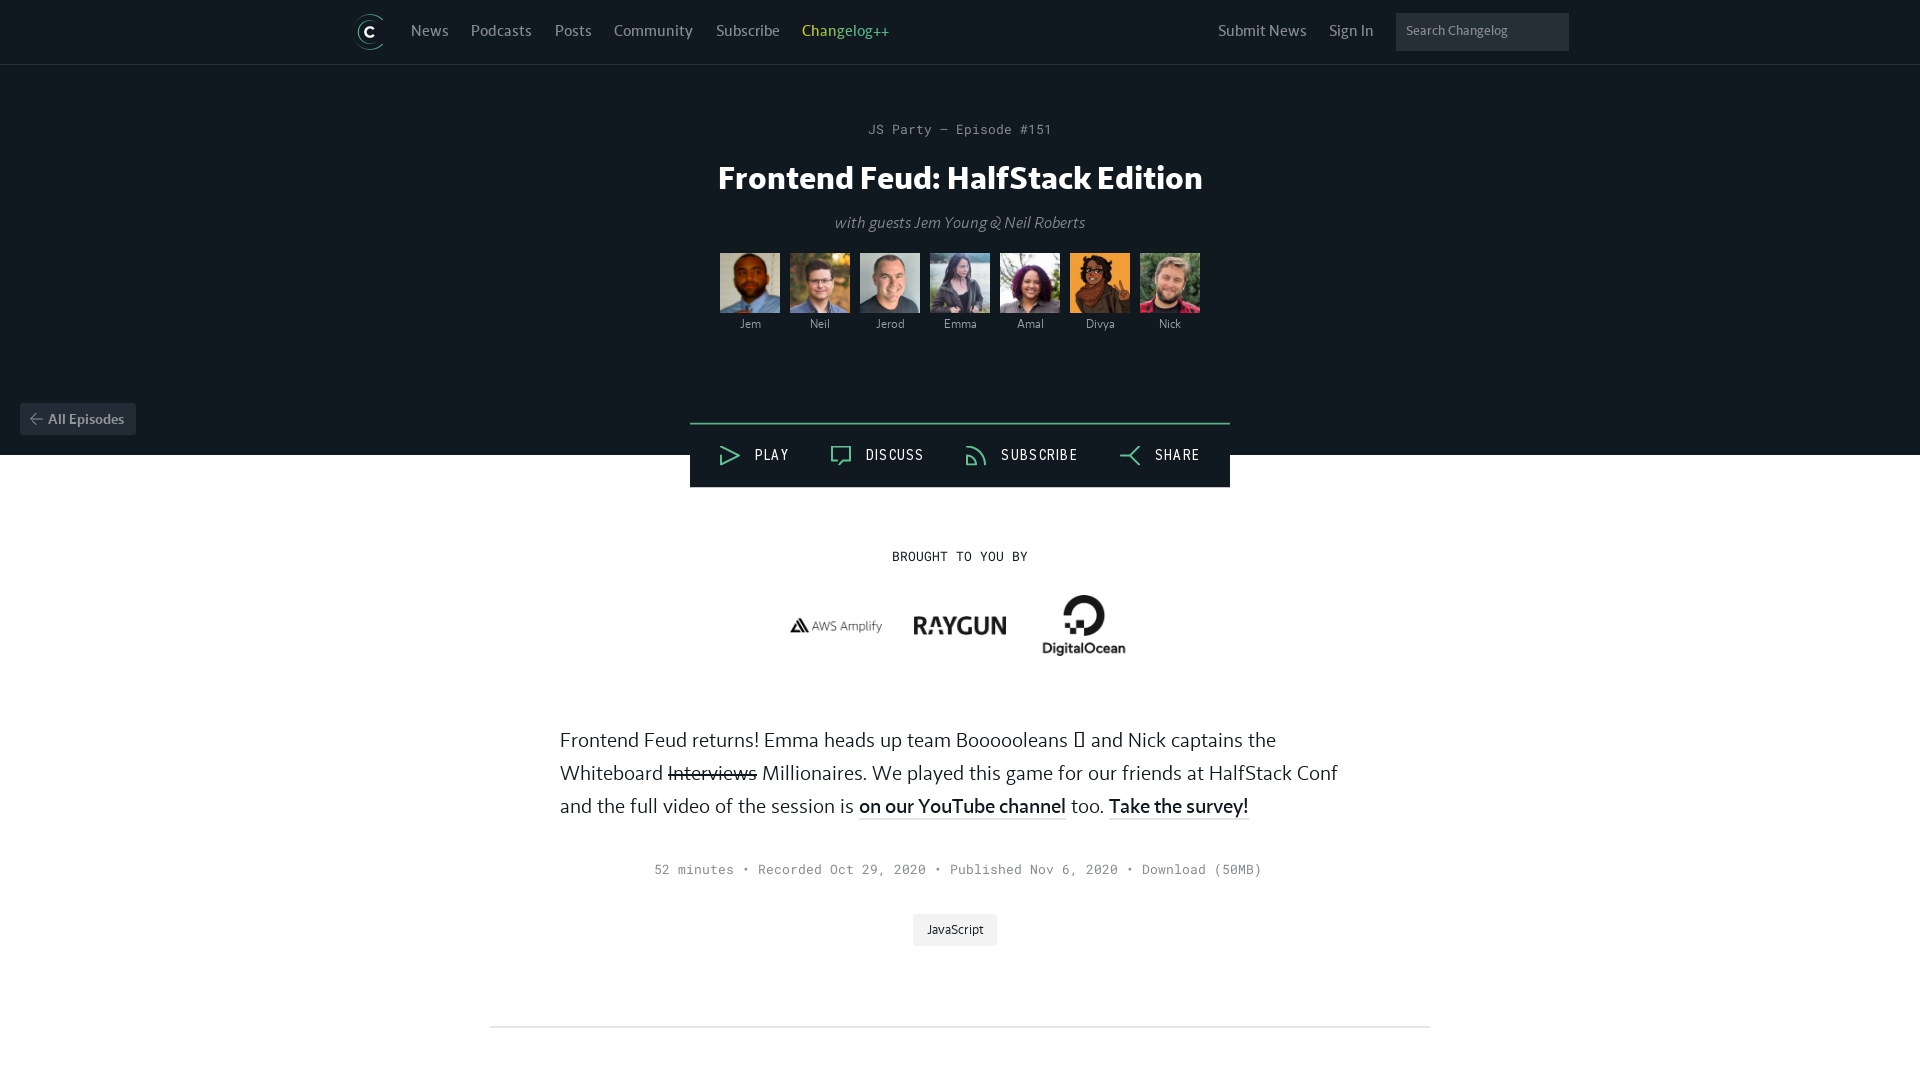 C News Podcasts Posts Community Subscribe Changelog++ Submit News Sign In Search Changelog
JS Party – Episode #151
Frontend Feud: HalfStack Edition
with guests Jem Young & Neil Roberts
Jem Neil Jerod Emma Amal Divya Nick
All Episodes
PLAY DISCUSS SUBSCRIBE SHARE
BROUGHT TO YOU BY
AWS Amplify RAYGUN DigitalOcean
Frontend Feud returns! Emma heads up team Boooooleans and Nick captains the
Whiteboard Interviews Millionaires. We played this game for our friends at HalfStack Conf
and the full video of the session is on our YouTube channel too. Take the survey!
52 minutes • Recorded Oct 29, 2020 • Published Nov 6, 2020 • Download (50MB)
JavaScript